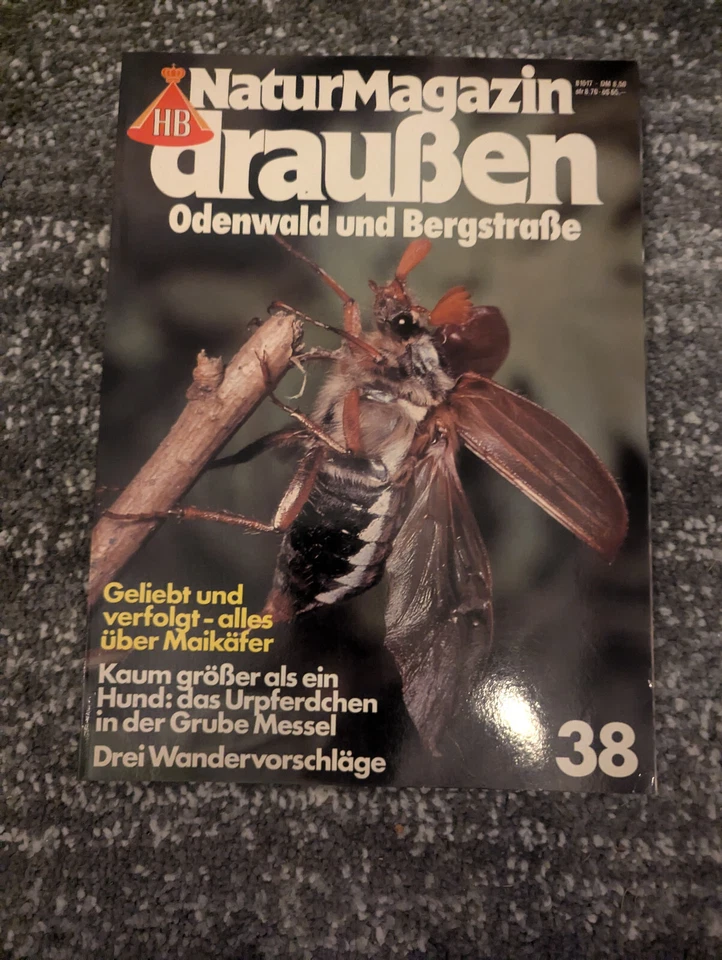 HB
NaturMagazin
draußen
Odenwald und Bergstraße
Geliebt und
verfolgt – alles
über Maikäfer
Kaum größer als ein
Hund: das Urpferdchen
in der Grube Messel
Drei Wandervorschläge
38